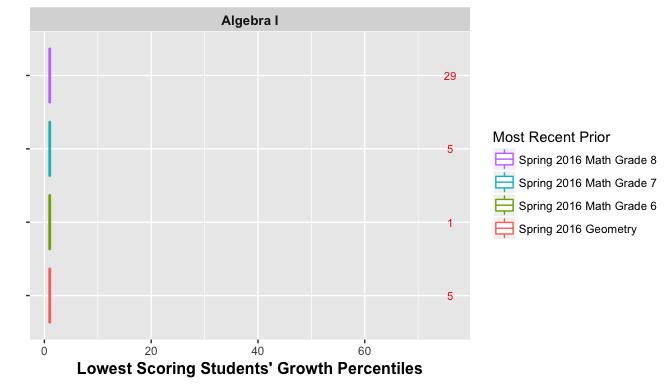 Algebra I
29
5
1
5
0 20 40 60
Lowest Scoring Students' Growth Percentiles
Most Recent Prior
Spring 2016 Math Grade 8
Spring 2016 Math Grade 7
Spring 2016 Math Grade 6
Spring 2016 Geometry